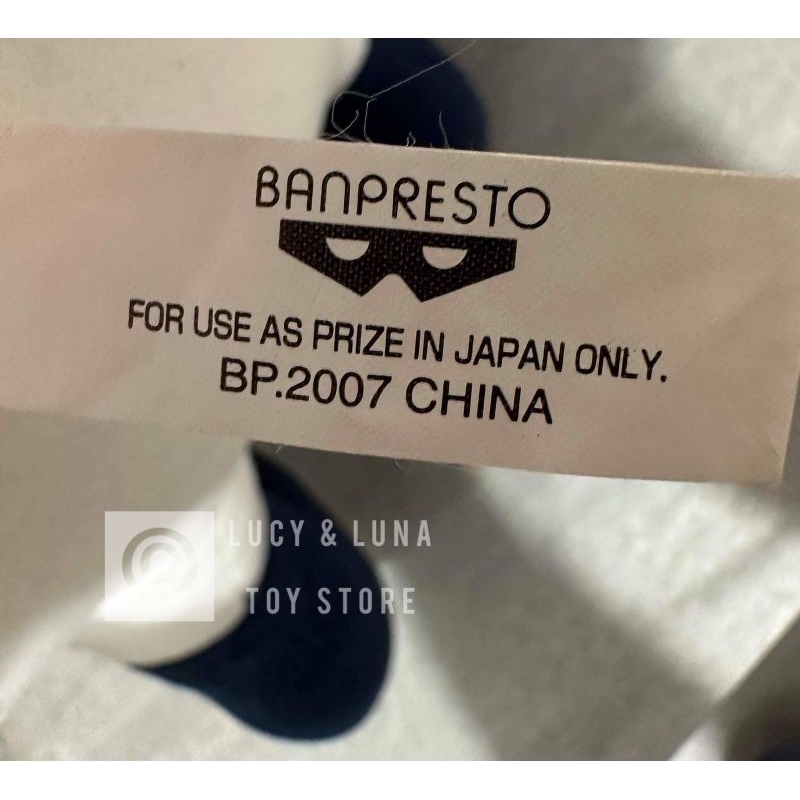 BANPRESTO
FOR USE AS PRIZE IN JAPAN ONLY.
BP.2007 CHINA
©
LUCY & LUNA
TOY STORE